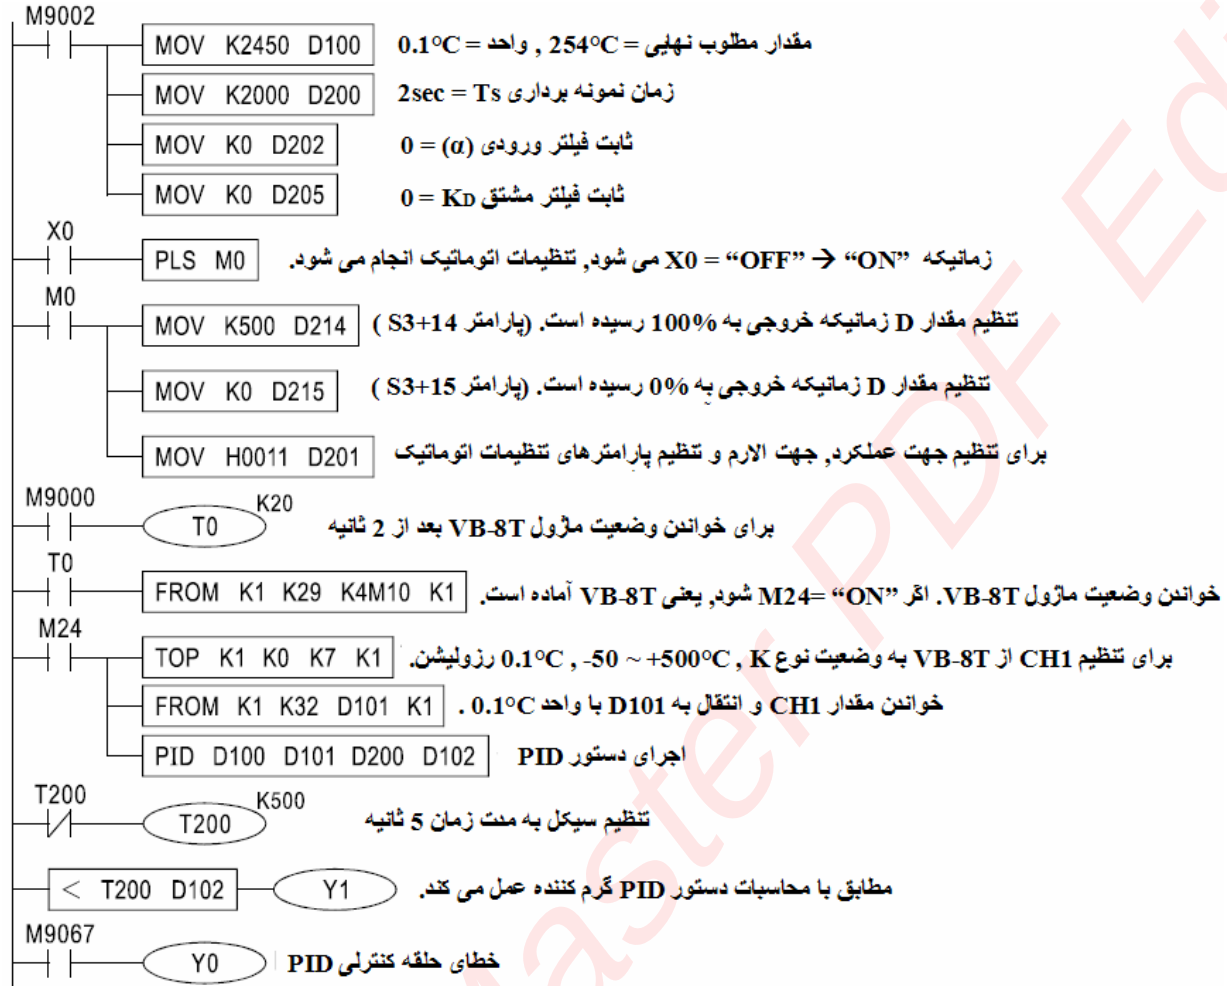 M9002
MOV K2450 D100 مقدار مطلوب نهایی = 254°C , واحد = 0.1°C
MOV K2000 D200 زمان نمونه برداری 2sec = Ts
MOV K0 D202 ثابت فیلتر ورودی (α) = 0
MOV K0 D205 ثابت فیلتر مشتق KD = 0
X0
PLS M0 زمانیکه X0 = “OFF” → “ON” می شود, تنظیمات اتوماتیک انجام می شود.
M0
MOV K500 D214 تنظیم مقدار D زمانیکه خروجی به 100% رسیده است. (پارامتر S3+14 )
MOV K0 D215 تنظیم مقدار D زمانیکه خروجی به 0% رسیده است. (پارامتر S3+15 )
MOV H0011 D201 برای تنظیم جهت عملکرد, جهت الارم و تنظیم پارامترهای تنظیمات اتوماتیک
M9000
T0 K20 برای خواندن وضعیت ماژول VB-8T بعد از 2 ثانیه
T0
FROM K1 K29 K4M10 K1 خواندن وضعیت ماژول VB-8T. اگر M24= “ON” شود, یعنی VB-8T آماده است.
M24
TOP K1 K0 K7 K1 برای تنظیم CH1 از VB-8T به وضعیت نوع K , -50 ~ +500°C , 0.1°C رزولیشن.
FROM K1 K32 D101 K1 خواندن مقدار CH1 و انتقال به D101 با واحد 0.1°C .
PID D100 D101 D200 D102 اجرای دستور PID
T200
T200 K500 تنظیم سیکل به مدت زمان 5 ثانیه
< T200 D102 Y1 مطابق با محاسبات دستور PID گرم کننده عمل می کند.
M9067
Y0 خطای حلقه کنترلی PID
Master PDF Edi